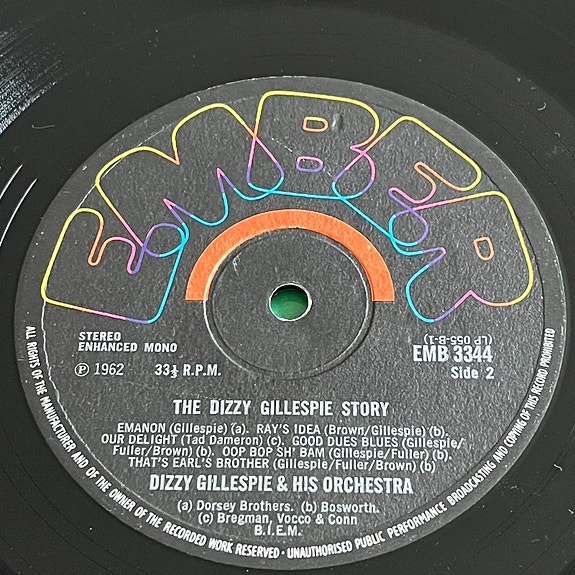 EMBER
STEREO
ENHANCED MONO
Ⓟ 1962 33⅓ R.P.M.
(LP 055-B-1)
EMB 3344
Side 2
THE DIZZY GILLESPIE STORY
EMANON (Gillespie) (a). RAY'S IDEA (Brown/Gillespie) (b).
OUR DELIGHT (Tad Dameron) (c). GOOD DUES BLUES (Gillespie/
Fuller/Brown) (b). OOP BOP SH' BAM (Gillespie/Fuller) (b).
THAT'S EARL'S BROTHER (Gillespie/Fuller/Brown) (b)
DIZZY GILLESPIE & HIS ORCHESTRA
(a) Dorsey Brothers. (b) Bosworth.
(c) Bregman, Vocco & Conn
B.I.E.M.
ALL RIGHTS OF THE MANUFACTURER AND OF THE OWNER OF THE RECORDED WORK RESERVED · UNAUTHORISED PUBLIC PERFORMANCE BROADCASTING AND COPYING OF THIS RECORD PROHIBITED